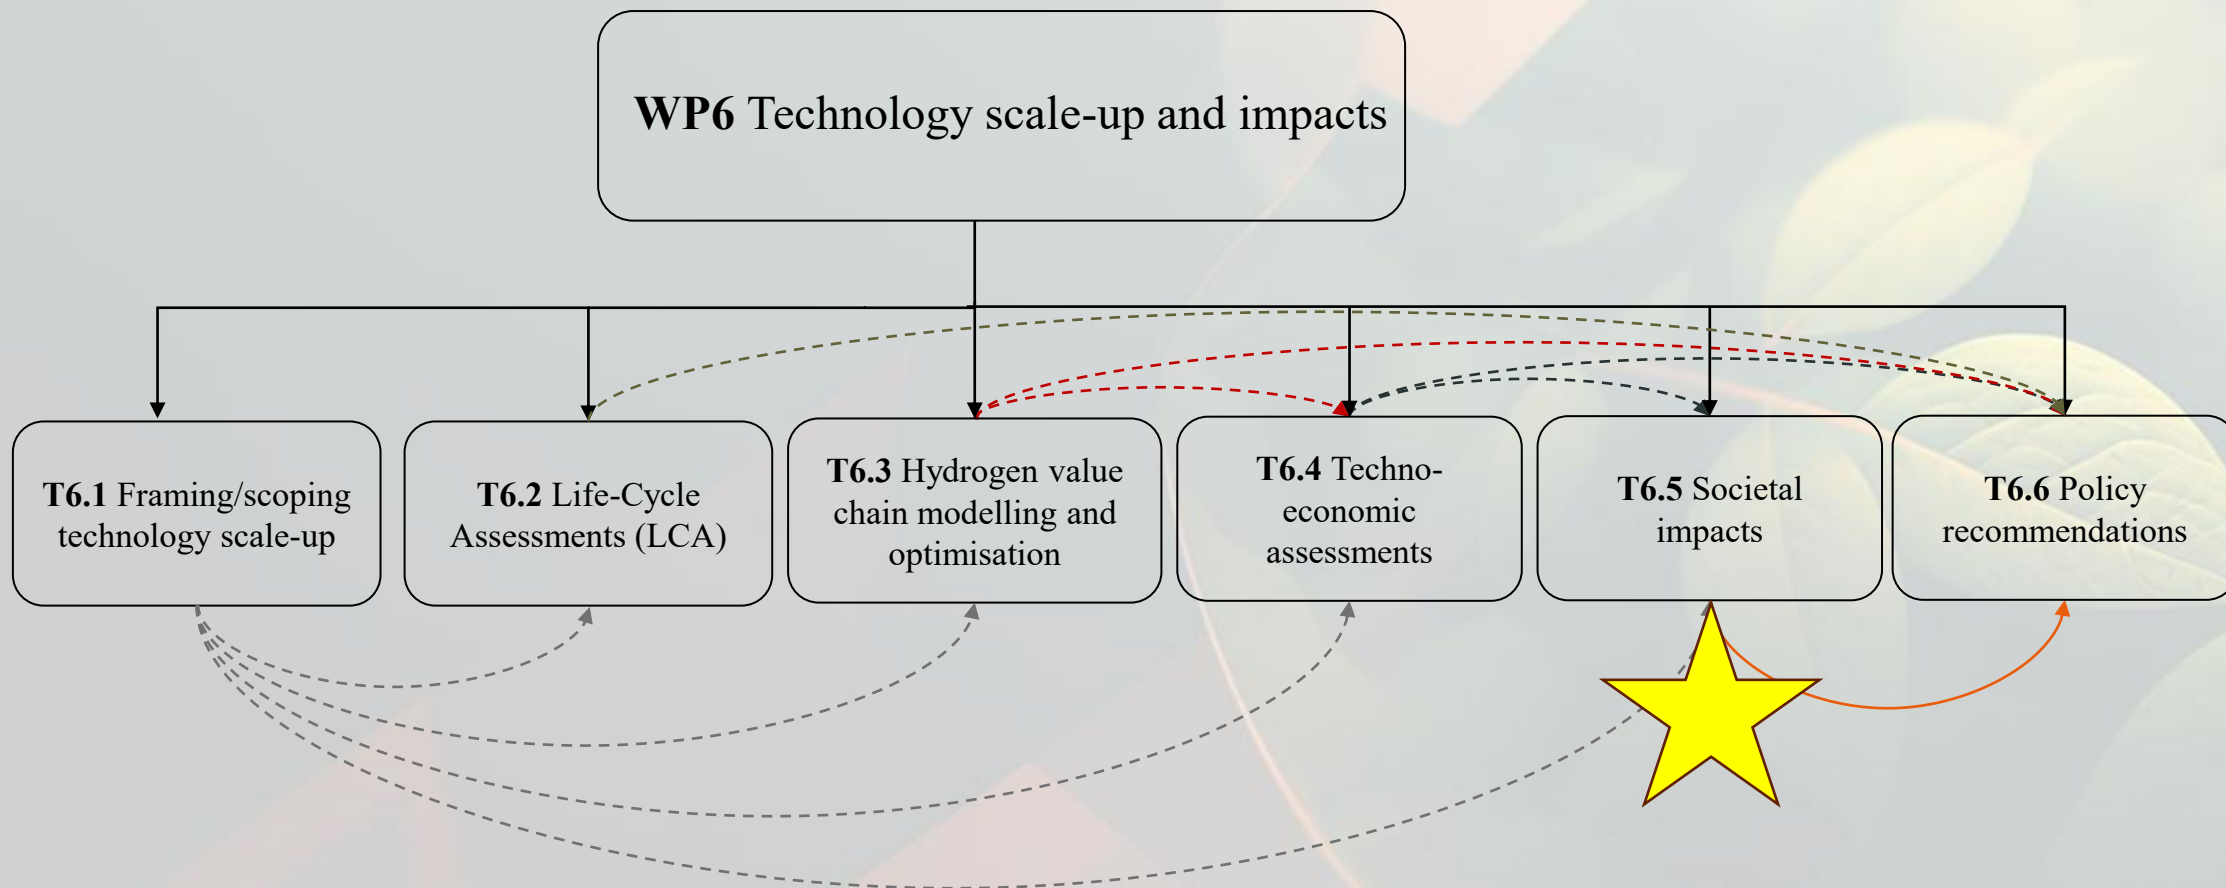 WP6 Technology scale-up and impacts
T6.1 Framing/scoping
technology scale-up
T6.2 Life-Cycle
Assessments (LCA)
T6.3 Hydrogen value
chain modelling and
optimisation
T6.4 Techno-
economic
assessments
T6.5 Societal
impacts
T6.6 Policy
recommendations